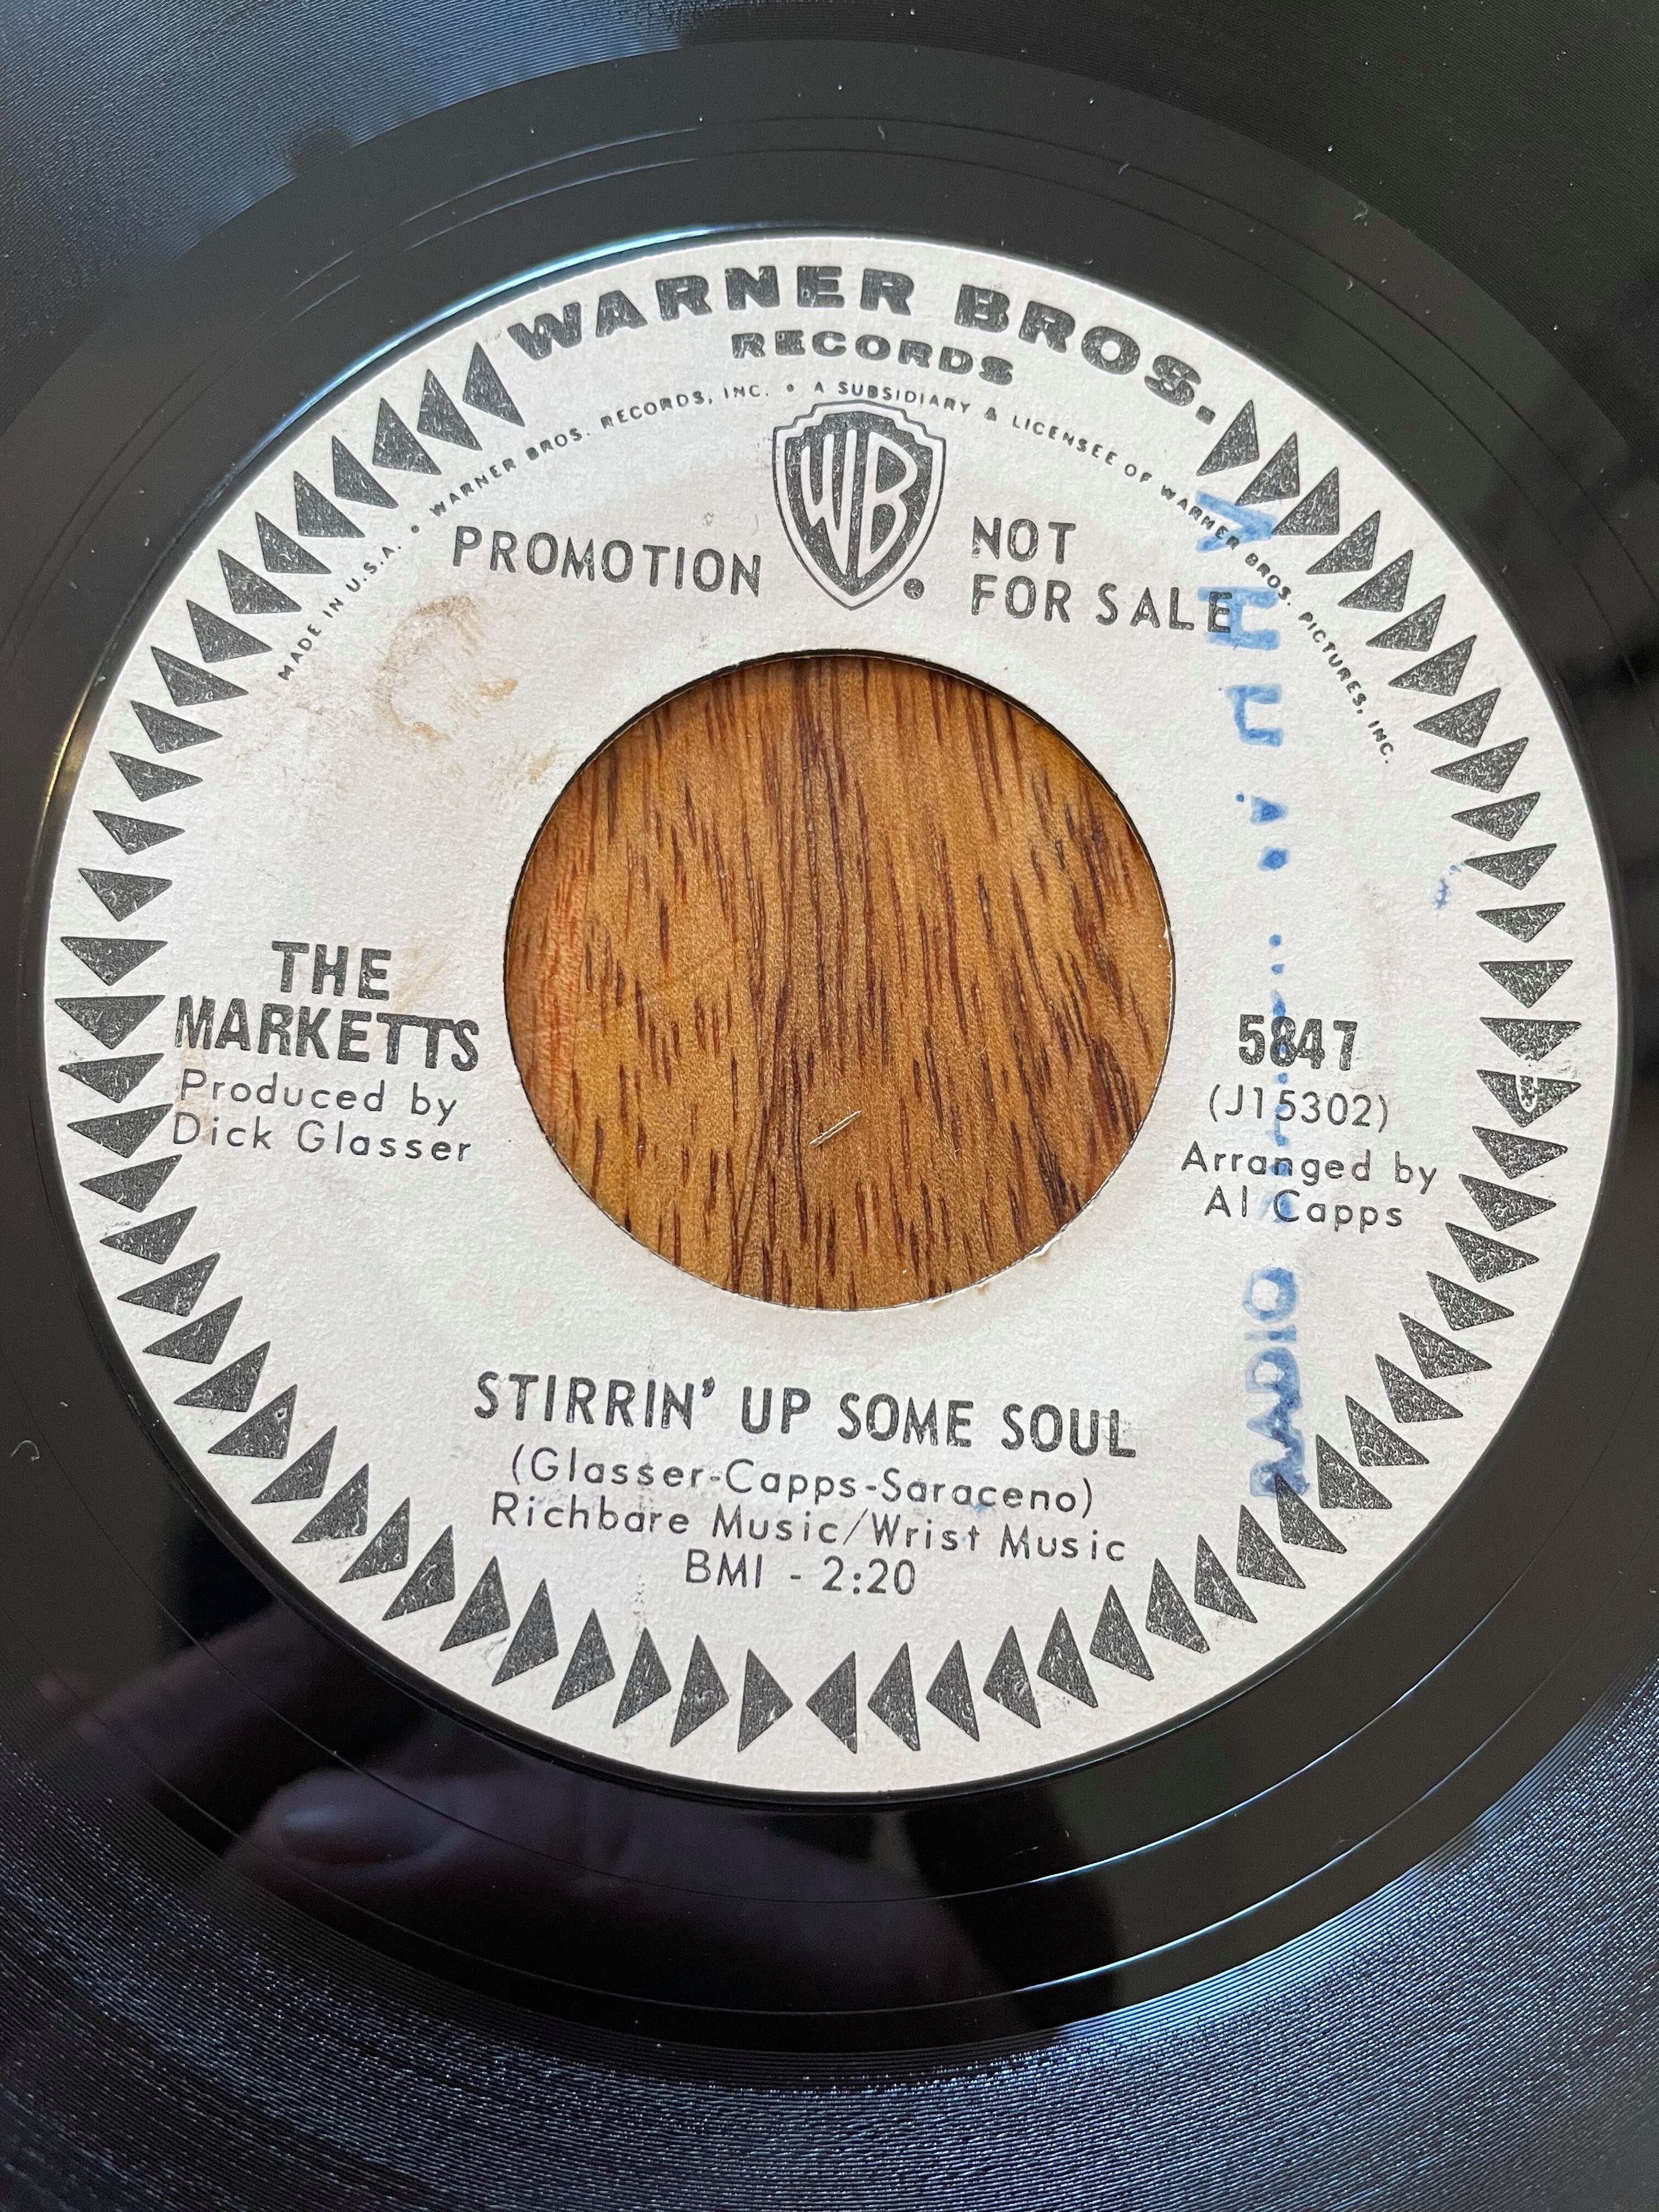 WARNER BROS.
RECORDS
MADE IN U.S.A. • WARNER BROS. RECORDS, INC. • A SUBSIDIARY & LICENSEE OF WARNER BROS. PICTURES, INC.
WB
PROMOTION
NOT
FOR SALE
THE
MARKETTS
Produced by
Dick Glasser
5847
(J15302)
Arranged by
Al Capps
RADIO
STIRRIN' UP SOME SOUL
(Glasser-Capps-Saraceno)
Richbare Music/Wrist Music
BMI - 2:20